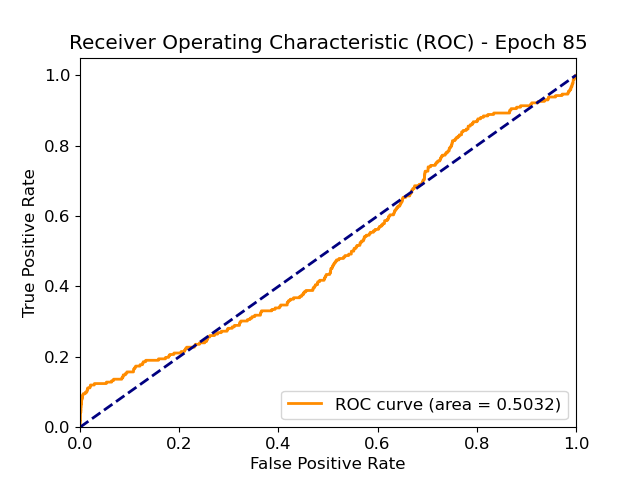 Receiver Operating Characteristic (ROC) - Epoch 85
True Positive Rate
1.0
0.8
0.6
0.4
0.2
0.0
ROC curve (area = 0.5032)
0.0 0.2 0.4 0.6 0.8 1.0
False Positive Rate